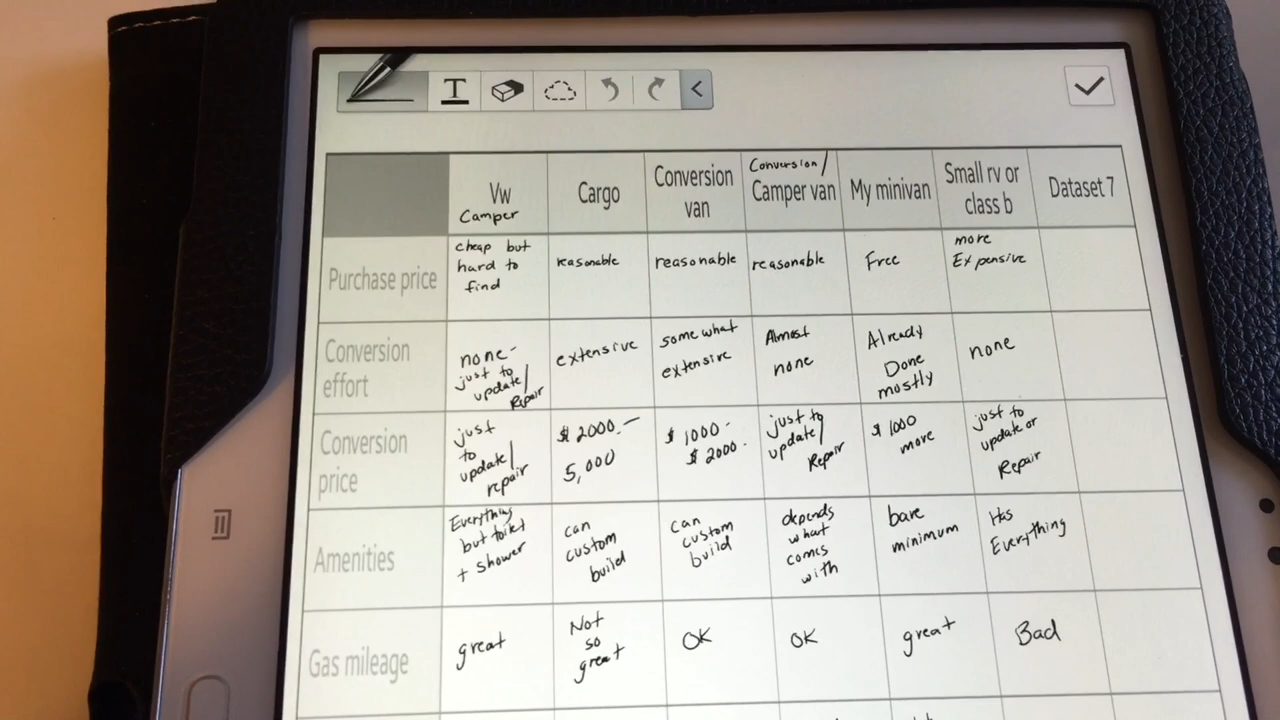 Vw
Camper
Cargo
Conversion
van
Conversion/
Camper van
My minivan
Small rv or
class b
Dataset 7
Purchase price
cheap but
hard to
find
reasonable
reasonable
reasonable
Free
more
Expensive
Conversion
effort
none-
just to
update/
Repair
extensive
somewhat
extensive
Almost
none
Already
Done
mostly
none
Conversion
price
just
to
update/
repair
$ 2000.-
5,000
$ 1000-
$ 2000.
just to
update/
Repair
$ 1000
more
just to
update or
Repair
Amenities
Everything
but toilet
+ shower
can
custom
build
can
custom
build
depends
what
comes
with
bare
minimum
Has
Everything
Gas mileage
great
Not
so
great
OK
OK
great
Bad